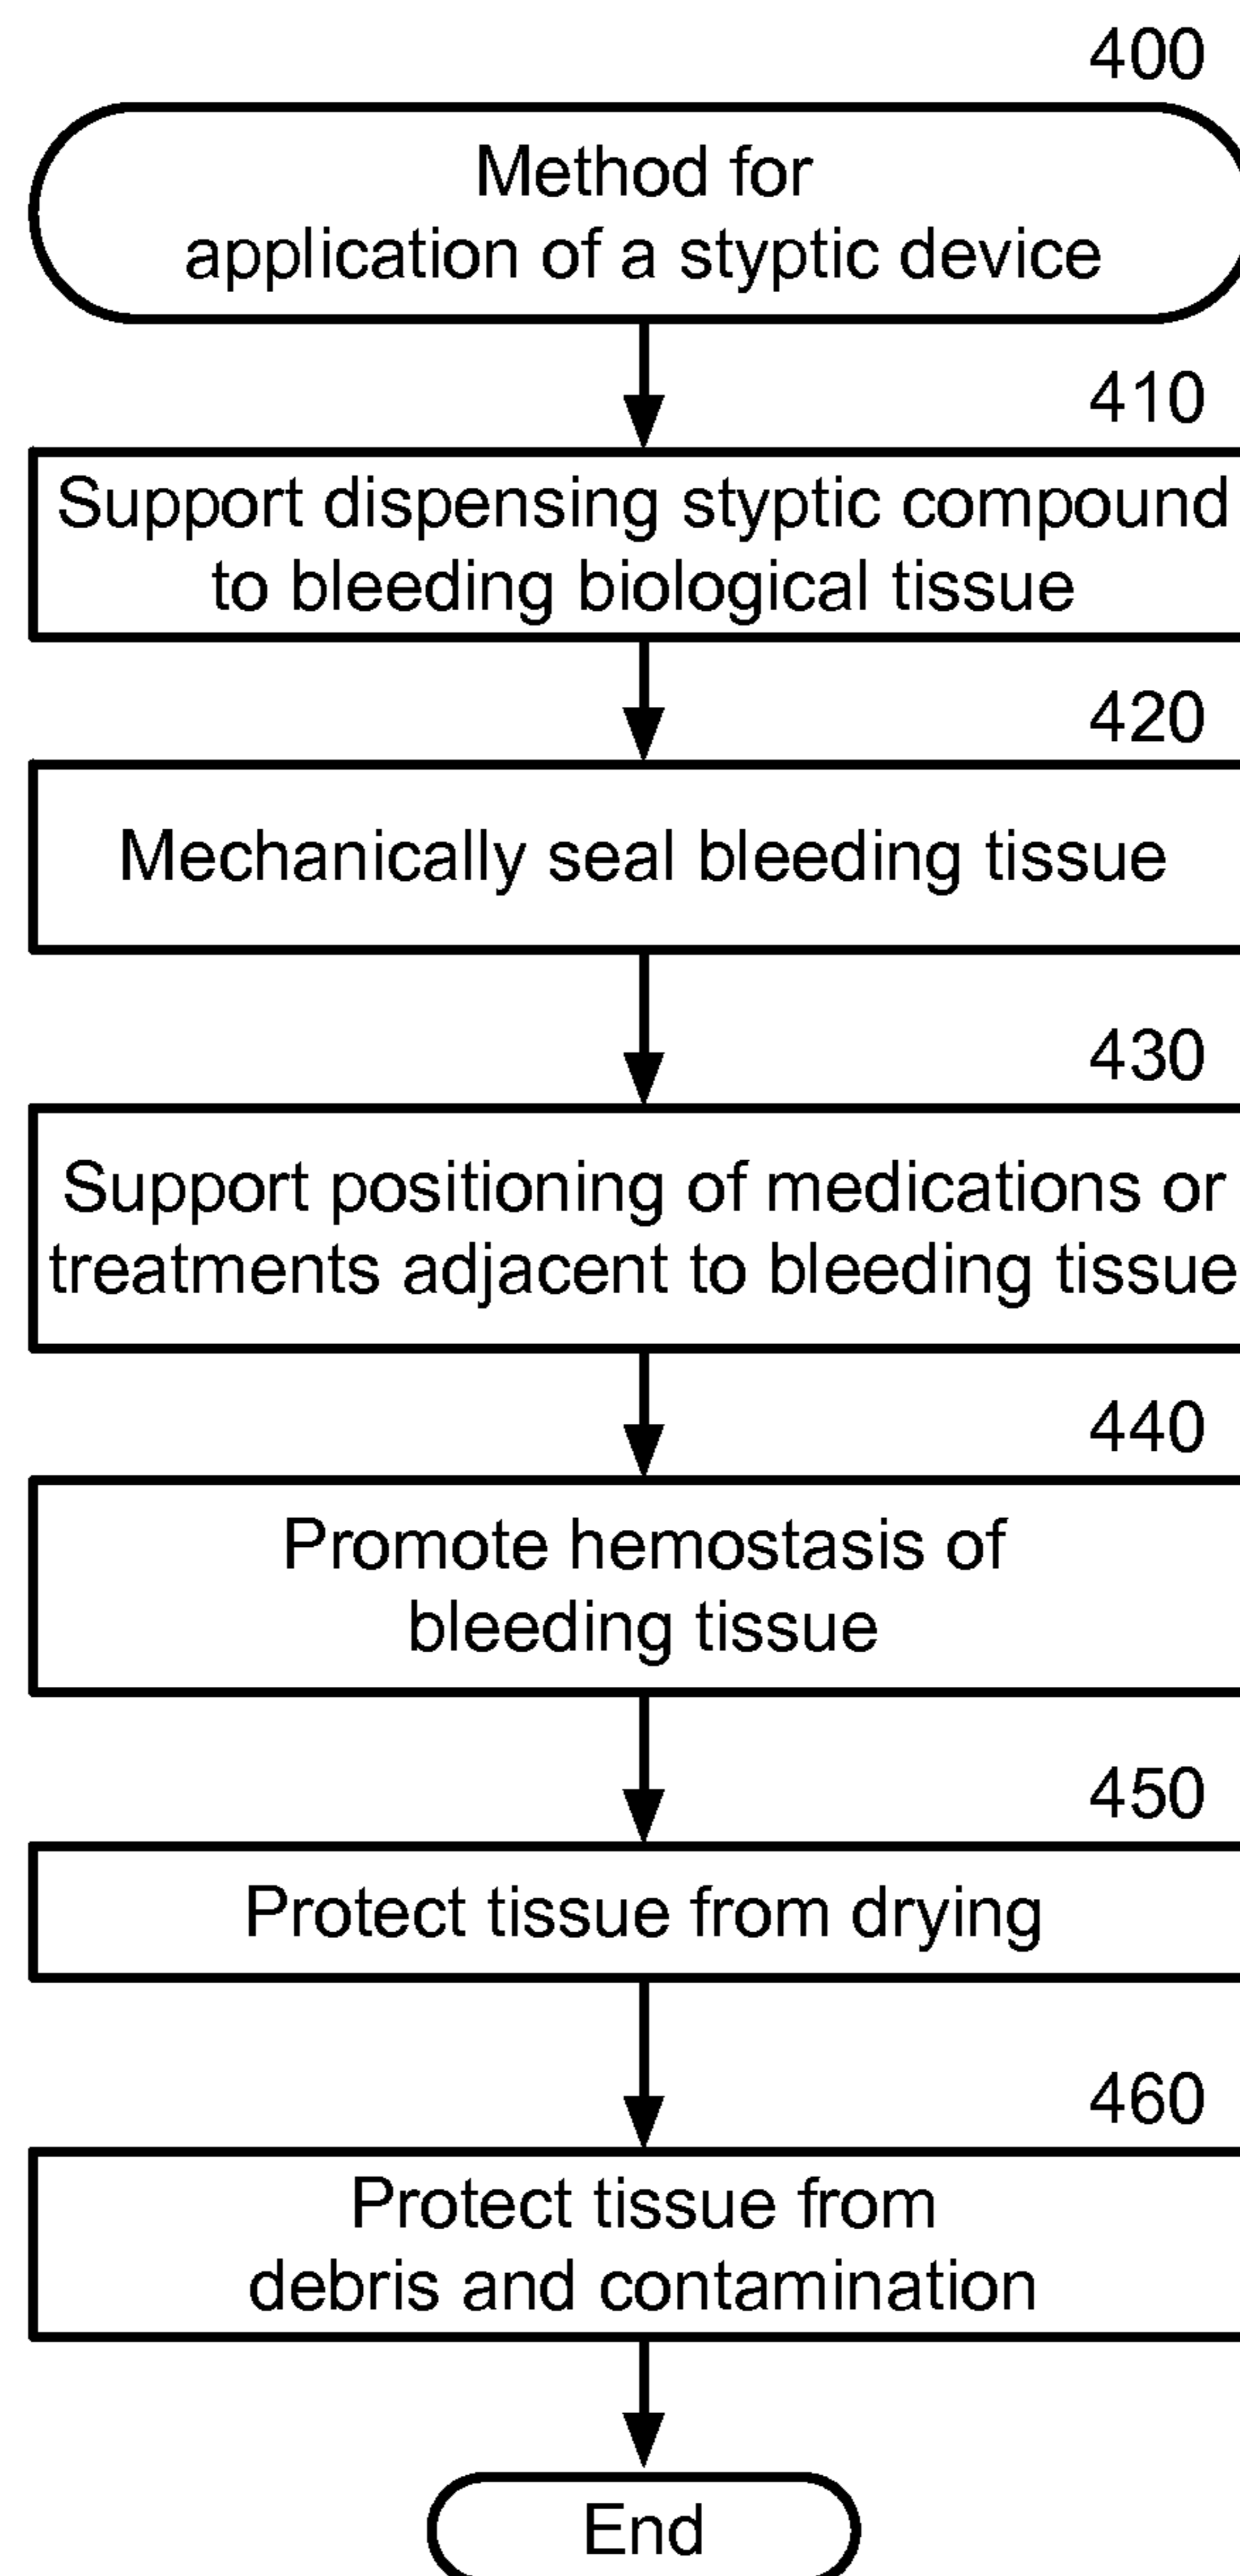 400
Method for
application of a styptic device
410
Support dispensing styptic compound
to bleeding biological tissue
420
Mechanically seal bleeding tissue
430
Support positioning of medications or
treatments adjacent to bleeding tissue
440
Promote hemostasis of
bleeding tissue
450
Protect tissue from drying
460
Protect tissue from
debris and contamination
End